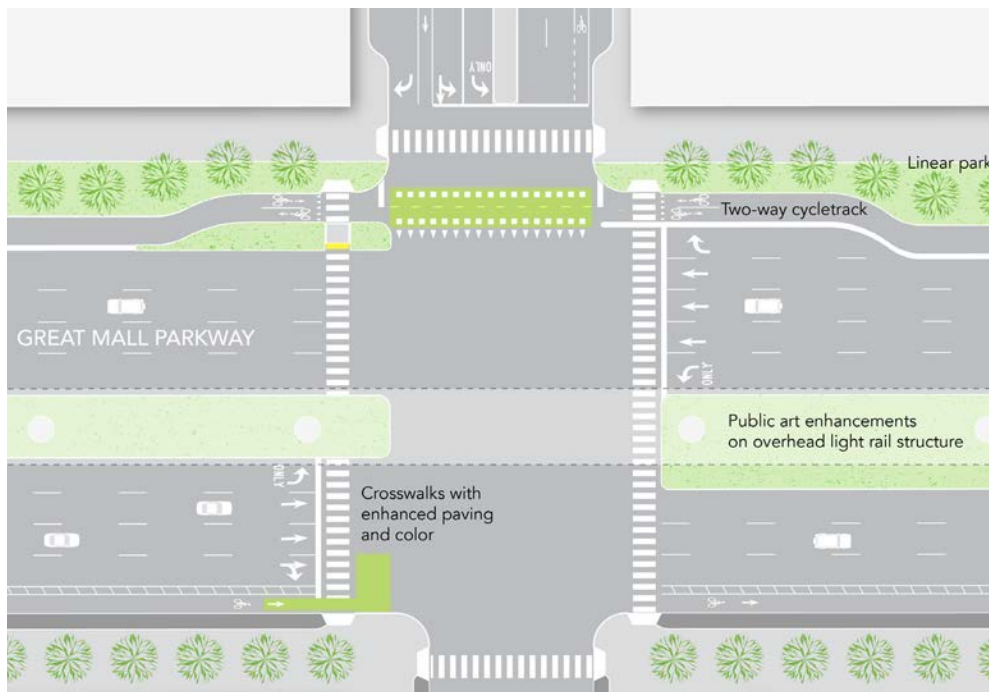 ONLY
Linear park
Two-way cycletrack
GREAT MALL PARKWAY
ONLY
Public art enhancements
on overhead light rail structure
ONLY
Crosswalks with
enhanced paving
and color